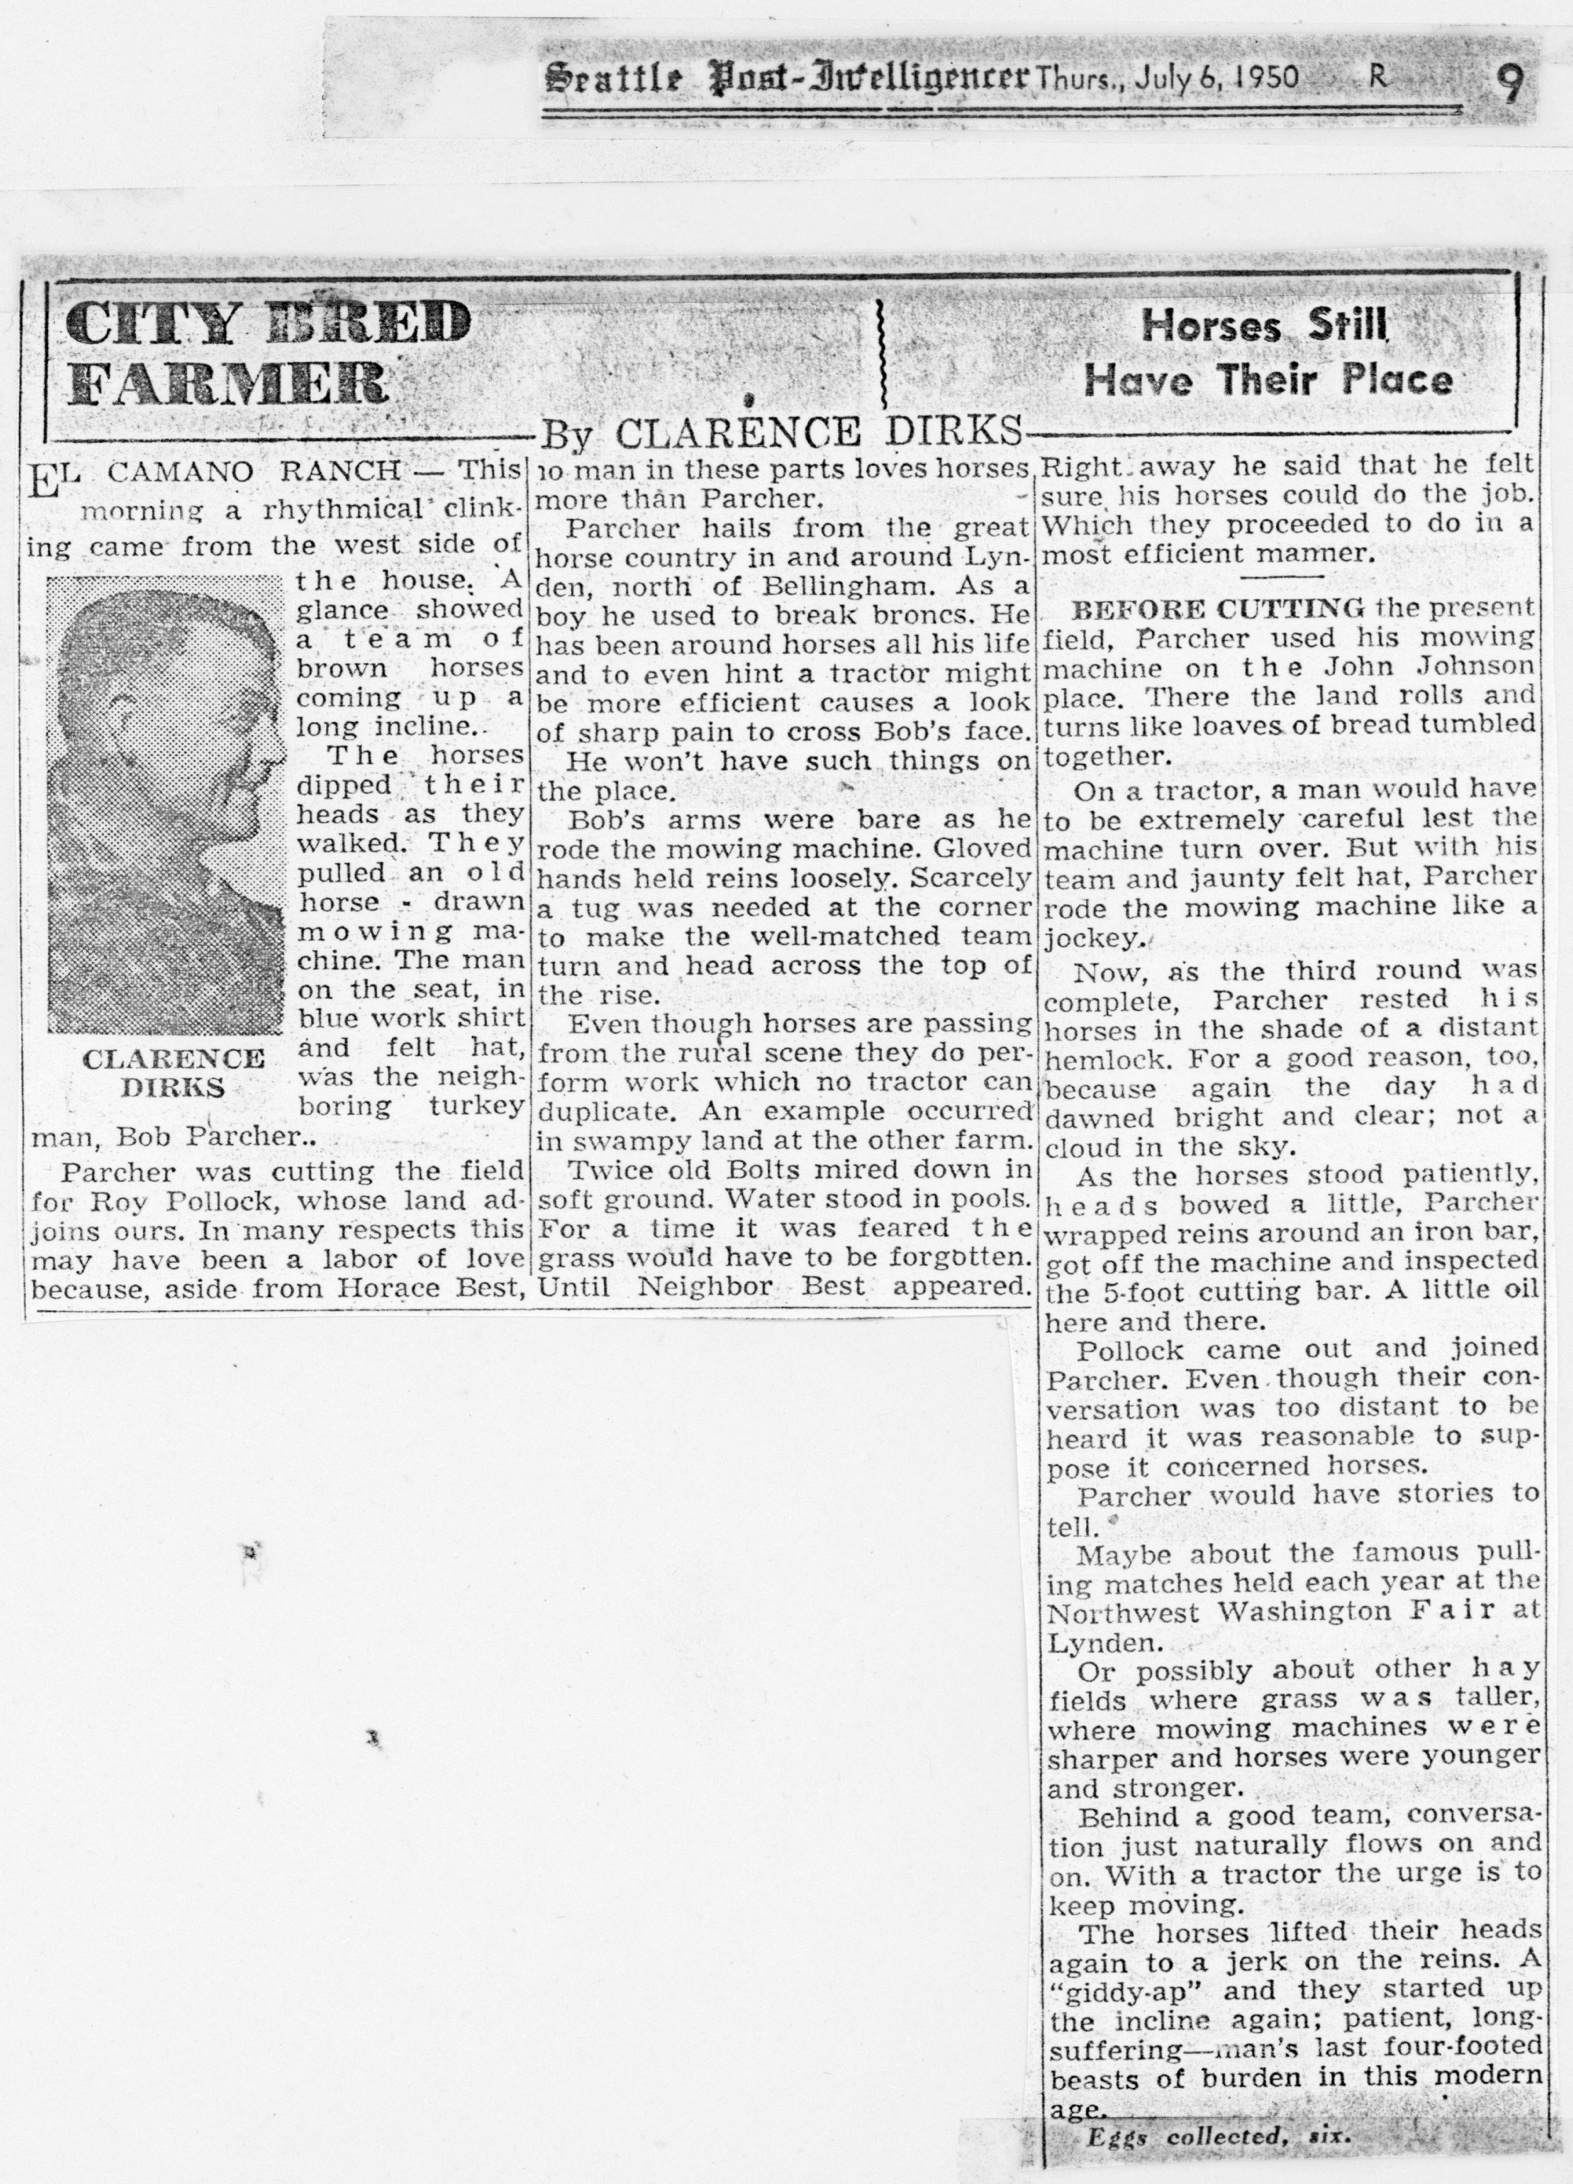 Seattle Post-Intelligencer Thurs., July 6, 1950 R 9
CITY BRED
FARMER
Horses Still
Have Their Place
By CLARENCE DIRKS
EL CAMANO RANCH — This
morning a rhythmical clink-
ing came from the west side of
the house. A
glance showed
a team of
brown horses
coming up a
long incline.
The horses
dipped their
heads as they
walked. They
pulled an old
horse - drawn
mowing ma-
chine. The man
on the seat, in
blue work shirt
and felt hat,
was the neigh-
boring turkey
CLARENCE
DIRKS
man, Bob Parcher..
Parcher was cutting the field
for Roy Pollock, whose land ad-
joins ours. In many respects this
may have been a labor of love
because, aside from Horace Best,
no man in these parts loves horses
more than Parcher.
Parcher hails from the great
horse country in and around Lyn-
den, north of Bellingham. As a
boy he used to break broncs. He
has been around horses all his life
and to even hint a tractor might
be more efficient causes a look
of sharp pain to cross Bob's face.
He won't have such things on
the place.
Bob's arms were bare as he
rode the mowing machine. Gloved
hands held reins loosely. Scarcely
a tug was needed at the corner
to make the well-matched team
turn and head across the top of
the rise.
Even though horses are passing
from the rural scene they do per-
form work which no tractor can
duplicate. An example occurred
in swampy land at the other farm.
Twice old Bolts mired down in
soft ground. Water stood in pools.
For a time it was feared the
grass would have to be forgotten.
Until Neighbor Best appeared.
Right away he said that he felt
sure his horses could do the job.
Which they proceeded to do in a
most efficient manner.
BEFORE CUTTING the present
field, Parcher used his mowing
machine on the John Johnson
place. There the land rolls and
turns like loaves of bread tumbled
together.
On a tractor, a man would have
to be extremely careful lest the
machine turn over. But with his
team and jaunty felt hat, Parcher
rode the mowing machine like a
jockey.
Now, as the third round was
complete, Parcher rested his
horses in the shade of a distant
hemlock. For a good reason, too,
because again the day had
dawned bright and clear; not a
cloud in the sky.
As the horses stood patiently,
heads bowed a little, Parcher
wrapped reins around an iron bar,
got off the machine and inspected
the 5-foot cutting bar. A little oil
here and there.
Pollock came out and joined
Parcher. Even though their con-
versation was too distant to be
heard it was reasonable to sup-
pose it concerned horses.
Parcher would have stories to
tell.
Maybe about the famous pull-
ing matches held each year at the
Northwest Washington Fair at
Lynden.
Or possibly about other hay
fields where grass was taller,
where mowing machines were
sharper and horses were younger
and stronger.
Behind a good team, conversa-
tion just naturally flows on and
on. With a tractor the urge is to
keep moving.
The horses lifted their heads
again to a jerk on the reins. A
"giddy-ap" and they started up
the incline again; patient, long-
suffering—man's last four-footed
beasts of burden in this modern
age.
Eggs collected, six.